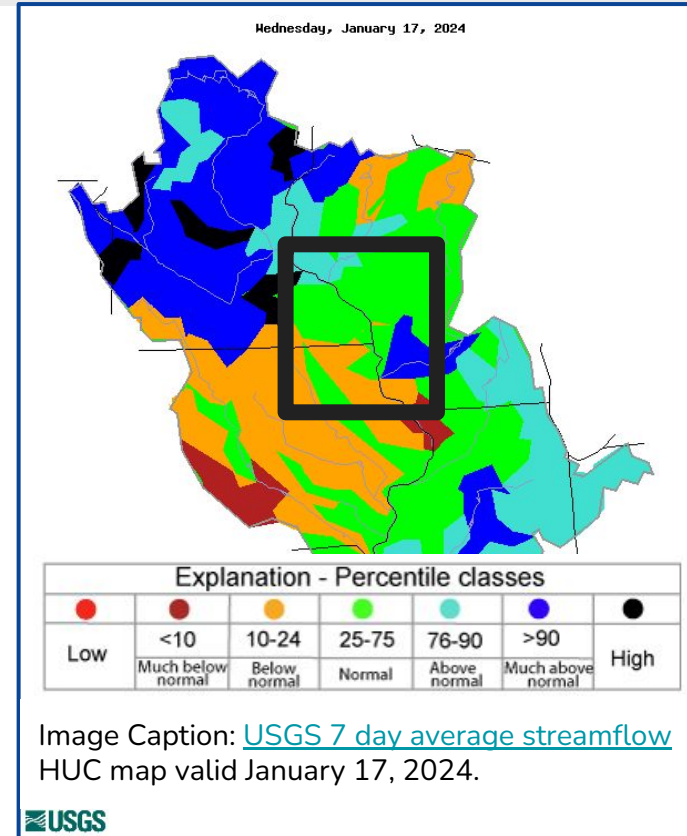 Wednesday, January 17, 2024
Explanation - Percentile classes
Low
<10
10-24
25-75
76-90
>90
High
Much below normal
Below normal
Normal
Above normal
Much above normal
Image Caption: USGS 7 day average streamflow
HUC map valid January 17, 2024.
USGS